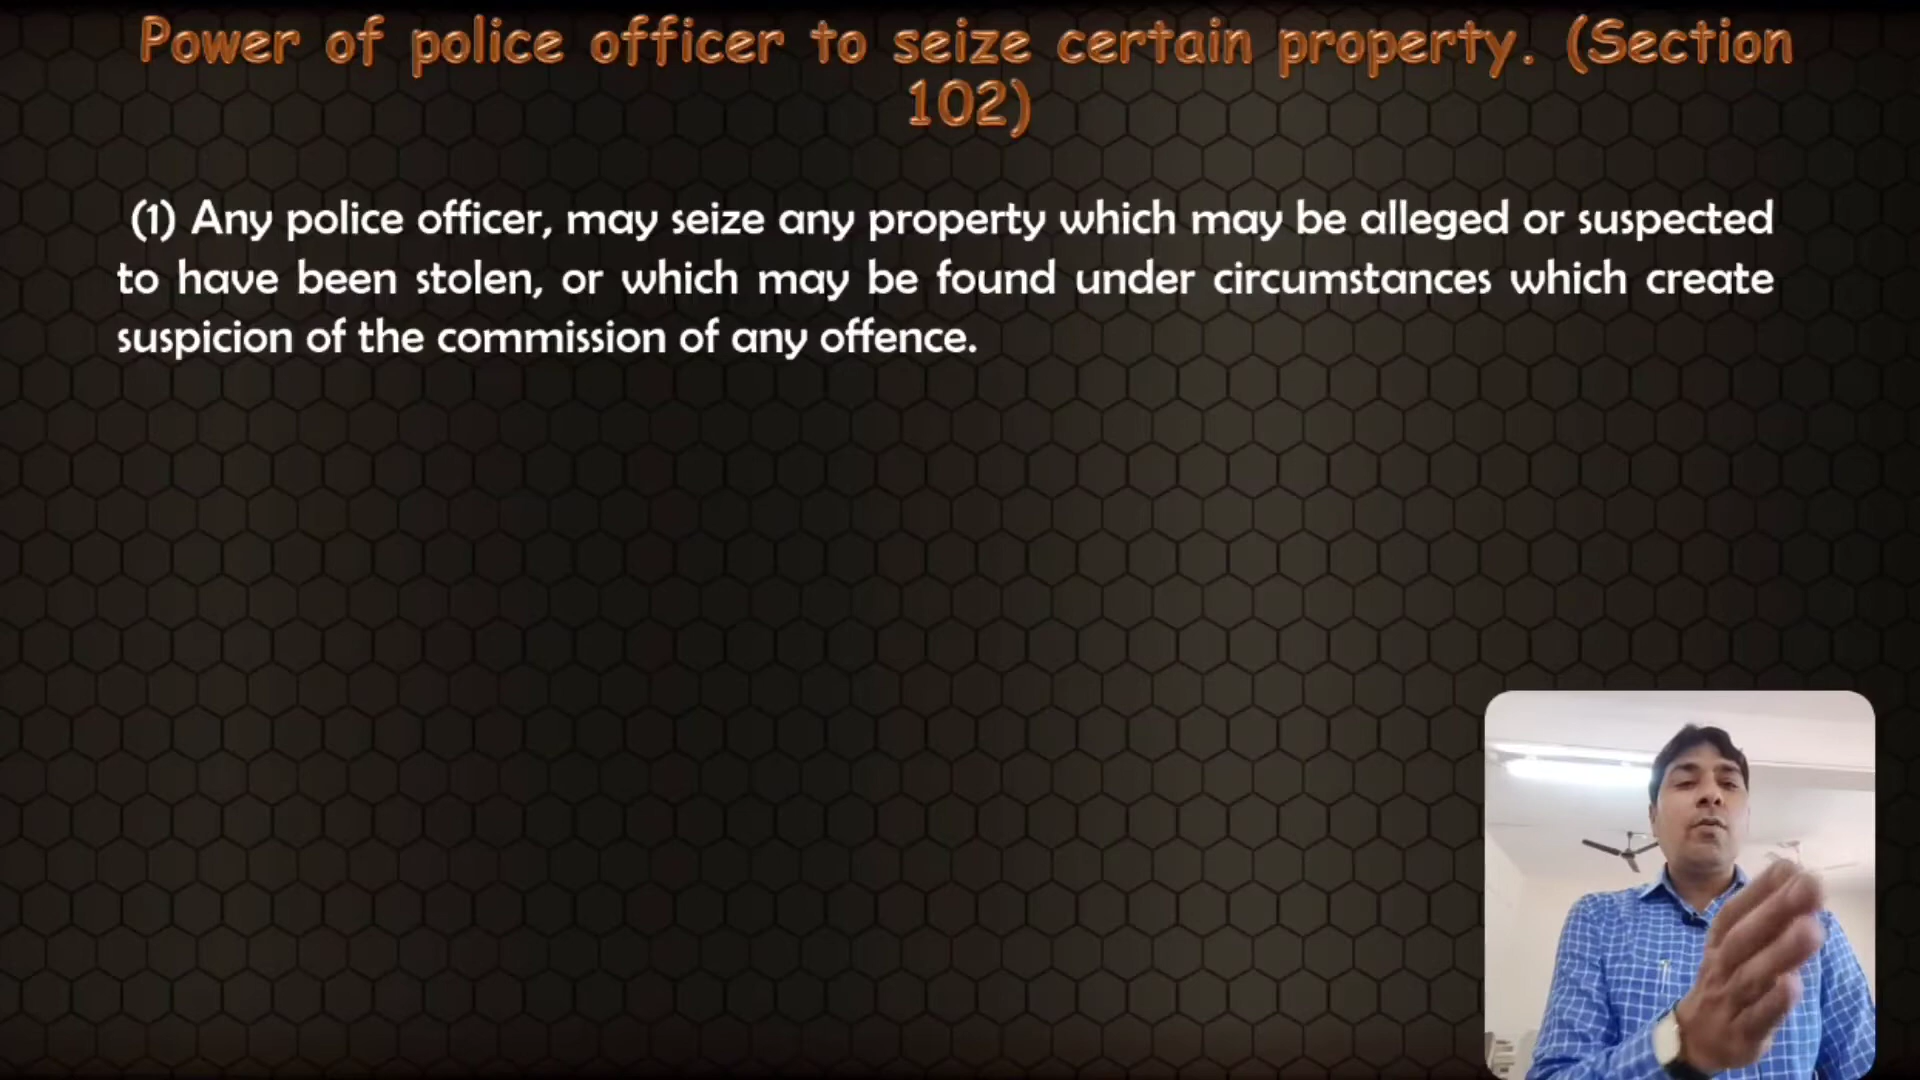 Power of police officer to seize certain property. (Section
102)
(1) Any police officer, may seize any property which may be alleged or suspected
to have been stolen, or which may be found under circumstances which create
suspicion of the commission of any offence.